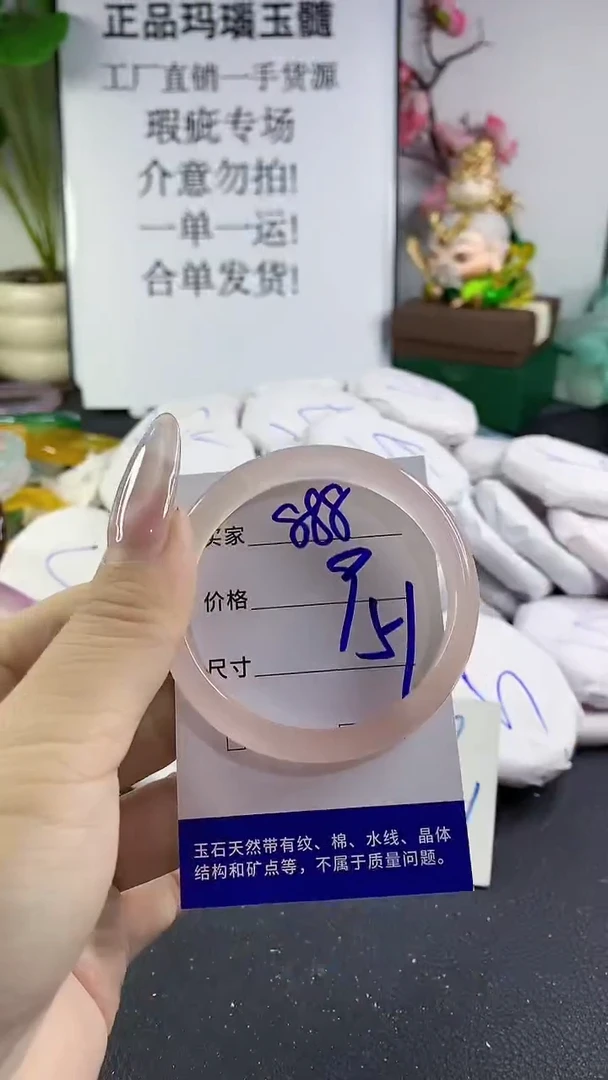 正品玛瑙玉髓
工厂直销一手货源
瑕疵专场
介意勿拍!
一单一运!
合单发货!
买家 888
价格 9
尺寸 51
玉石天然带有纹、棉、水线、晶体
结构和矿点等，不属于质量问题。